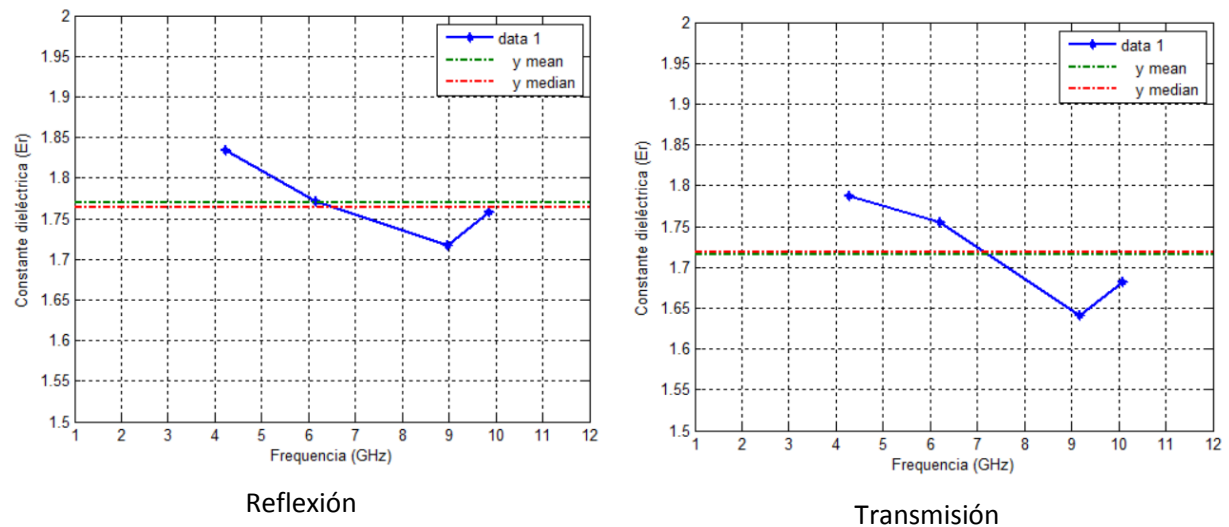 2
1.95
1.9
1.85
1.8
1.75
1.7
1.65
1.6
1.55
1.5
Constante dieléctrica (Er)
data 1
y mean
y median
1 2 3 4 5 6 7 8 9 10 11 12
Frequencia (GHz)
Reflexión
2
1.95
1.9
1.85
1.8
1.75
1.7
1.65
1.6
1.55
1.5
Constante dieléctrica (Er)
data 1
y mean
y median
1 2 3 4 5 6 7 8 9 10 11 12
Frequencia (GHz)
Transmisión